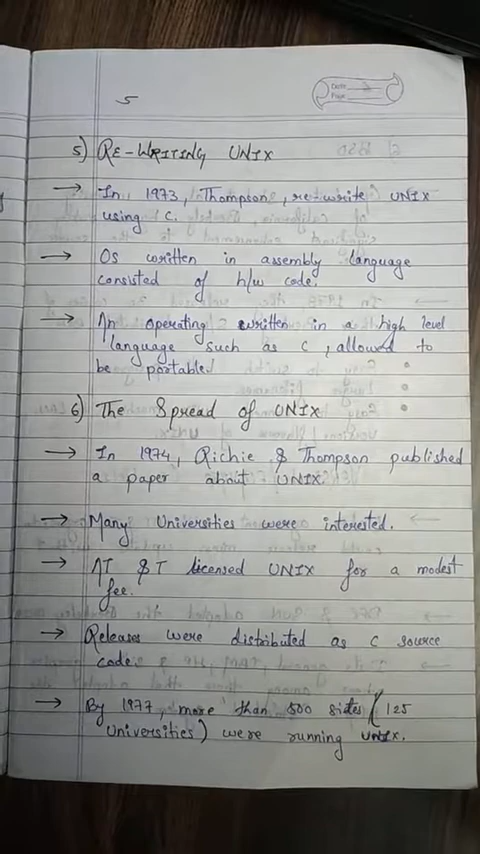 5
Date
Page
5) RE-WRITING UNIX
→ In 1973, Thompson, re-write UNIX
using C.
→ OS written in assembly language
consisted of h/w code.
→ An operating written in a high level
language such as C, allowed to
be portable.
6) The Spread of UNIX
→ In 1974, Richie & Thompson published
a paper about UNIX.
→ Many Universities were interested.
→ AT &T licensed UNIX for a modest
fee.
→ Releases were distributed as C source
code.
→ By 1977, more than 500 sites (125
Universities) were running UNIX.